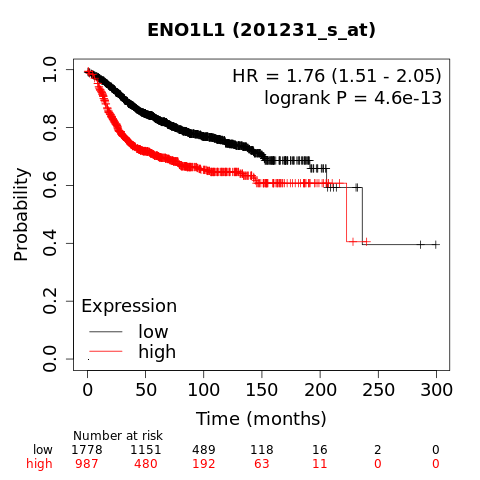 ENO1L1 (201231_s_at)
HR = 1.76 (1.51 - 2.05)
logrank P = 4.6e-13
Probability
1.0
0.8
0.6
0.4
0.2
0.0
Expression
low
high
0 50 100 150 200 250 300
Time (months)
Number at risk
low 1778 1151 489 118 16 2 0
high 987 480 192 63 11 0 0